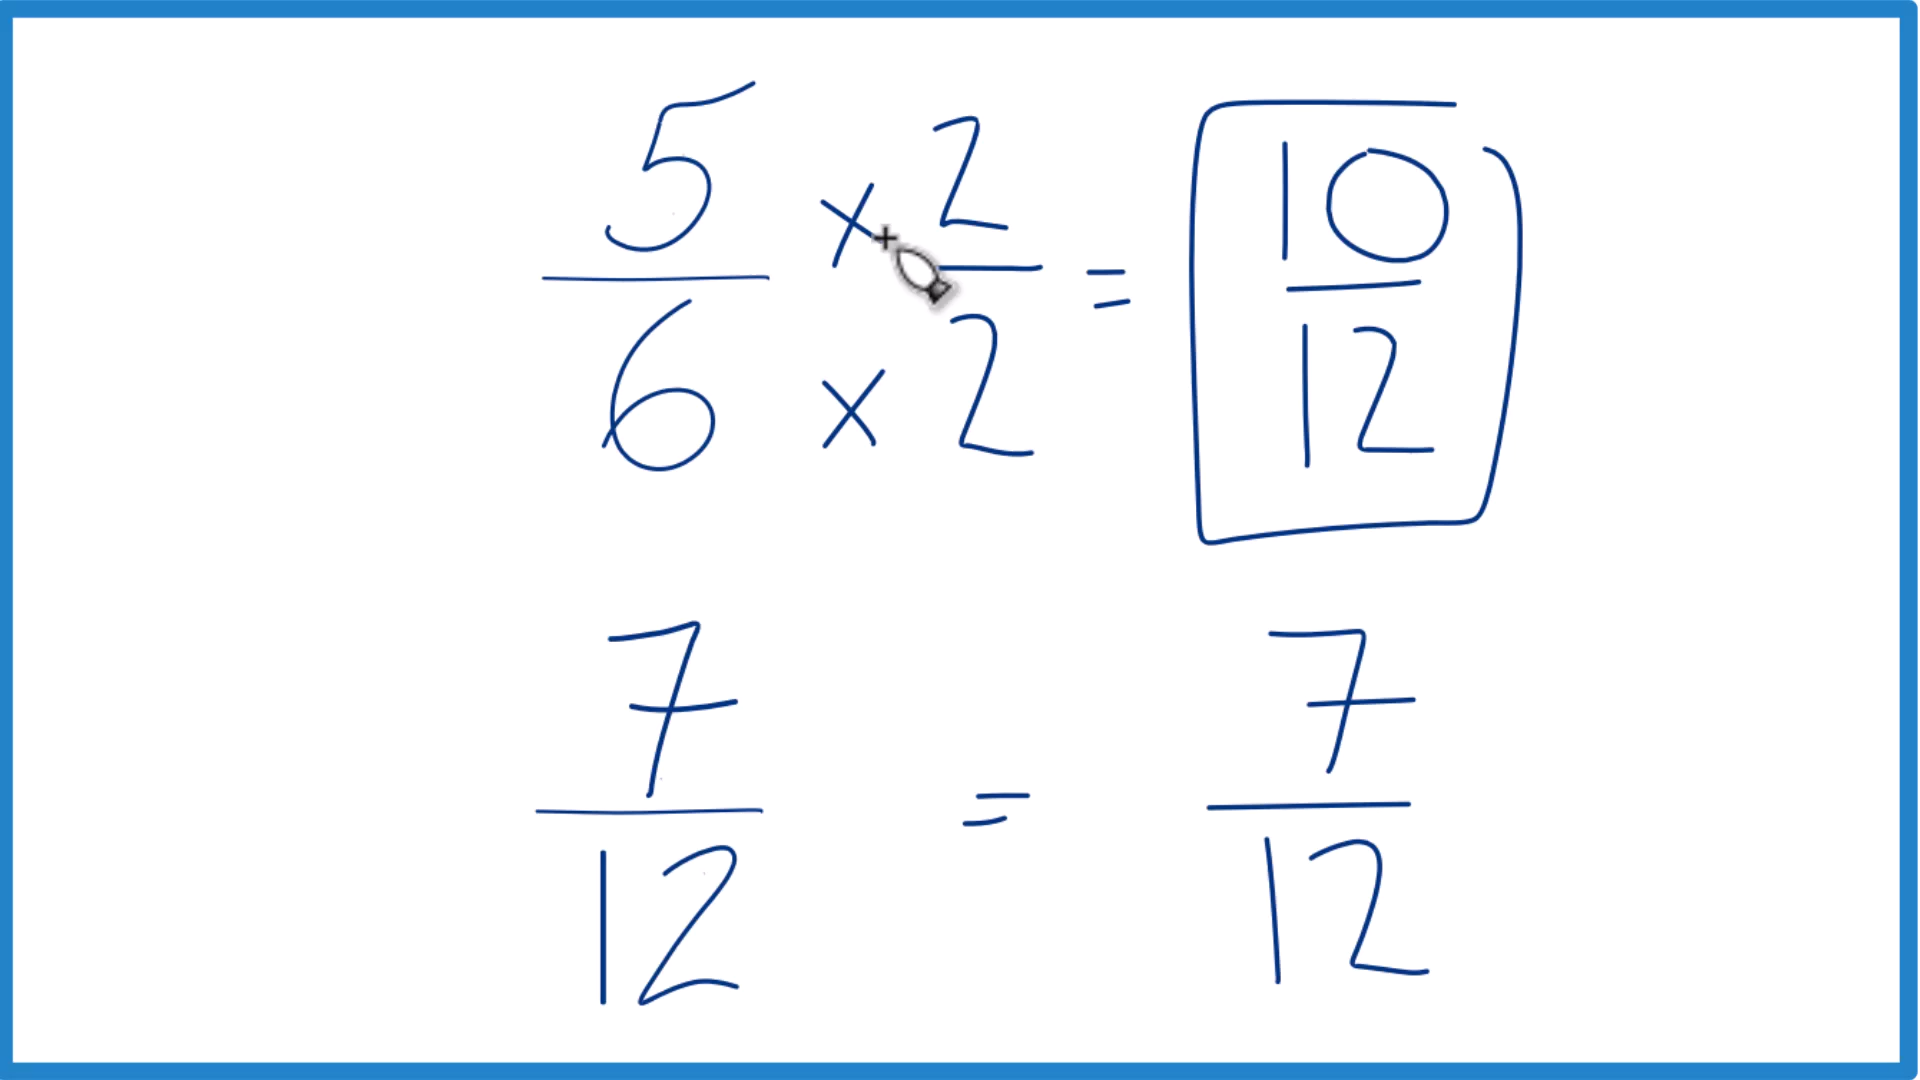 5/6 × 2/2 = 10/12
7/12 = 7/12